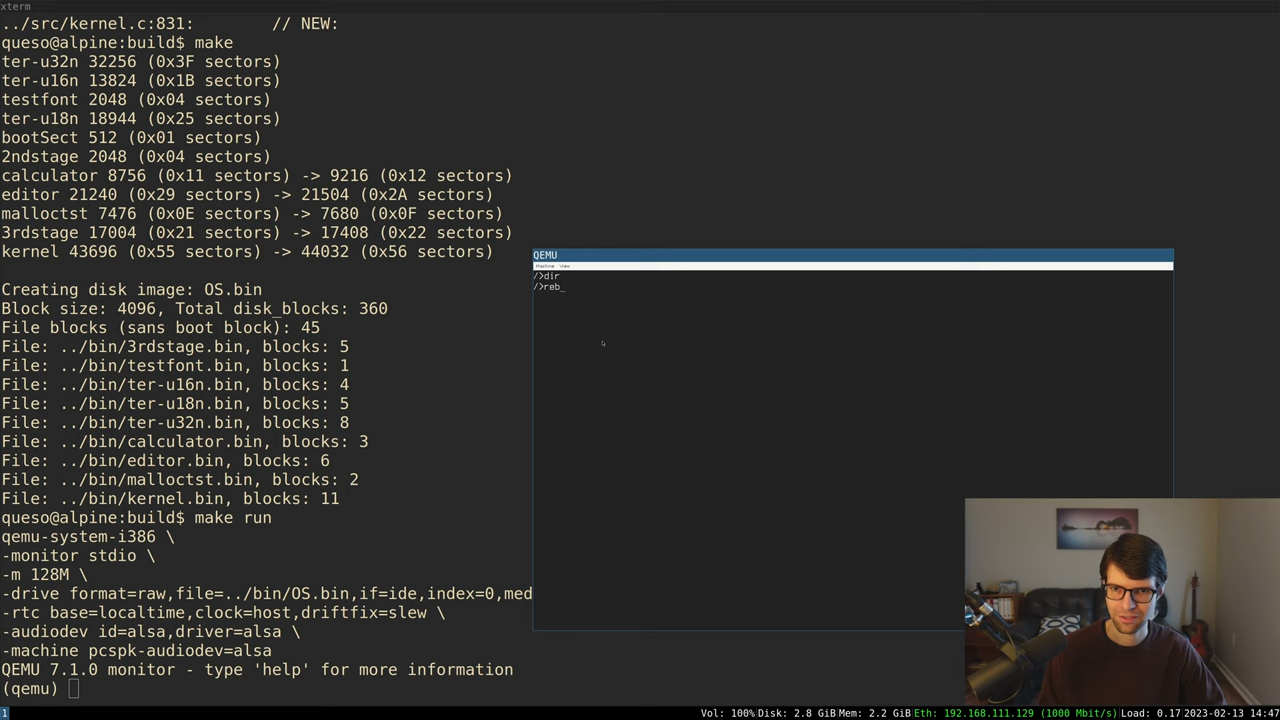 xterm
../src/kernel.c:831:        // NEW:
queso@alpine:build$ make
ter-u32n 32256 (0x3F sectors)
ter-u16n 13824 (0x1B sectors)
testfont 2048 (0x04 sectors)
ter-u18n 18944 (0x25 sectors)
bootSect 512 (0x01 sectors)
2ndstage 2048 (0x04 sectors)
calculator 8756 (0x11 sectors) -> 9216 (0x12 sectors)
editor 21240 (0x29 sectors) -> 21504 (0x2A sectors)
malloctst 7476 (0x0E sectors) -> 7680 (0x0F sectors)
3rdstage 17004 (0x21 sectors) -> 17408 (0x22 sectors)
kernel 43696 (0x55 sectors) -> 44032 (0x56 sectors)
Creating disk image: OS.bin
Block size: 4096, Total disk_blocks: 360
File blocks (sans boot block): 45
File: ../bin/3rdstage.bin, blocks: 5
File: ../bin/testfont.bin, blocks: 1
File: ../bin/ter-u16n.bin, blocks: 4
File: ../bin/ter-u18n.bin, blocks: 5
File: ../bin/ter-u32n.bin, blocks: 8
File: ../bin/calculator.bin, blocks: 3
File: ../bin/editor.bin, blocks: 6
File: ../bin/malloctst.bin, blocks: 2
File: ../bin/kernel.bin, blocks: 11
queso@alpine:build$ make run
qemu-system-i386 \
-monitor stdio \
-m 128M \
-drive format=raw,file=../bin/OS.bin,if=ide,index=0,med
-rtc base=localtime,clock=host,driftfix=slew \
-audiodev id=alsa,driver=alsa \
-machine pcspk-audiodev=alsa
QEMU 7.1.0 monitor - type 'help' for more information
(qemu)
QEMU
Machine View
/>dir
/>reb_
1
Vol: 100% Disk: 2.8 GiB Mem: 2.2 GiB Eth: 192.168.111.129 (1000 Mbit/s) Load: 0.17 2023-02-13 14:47